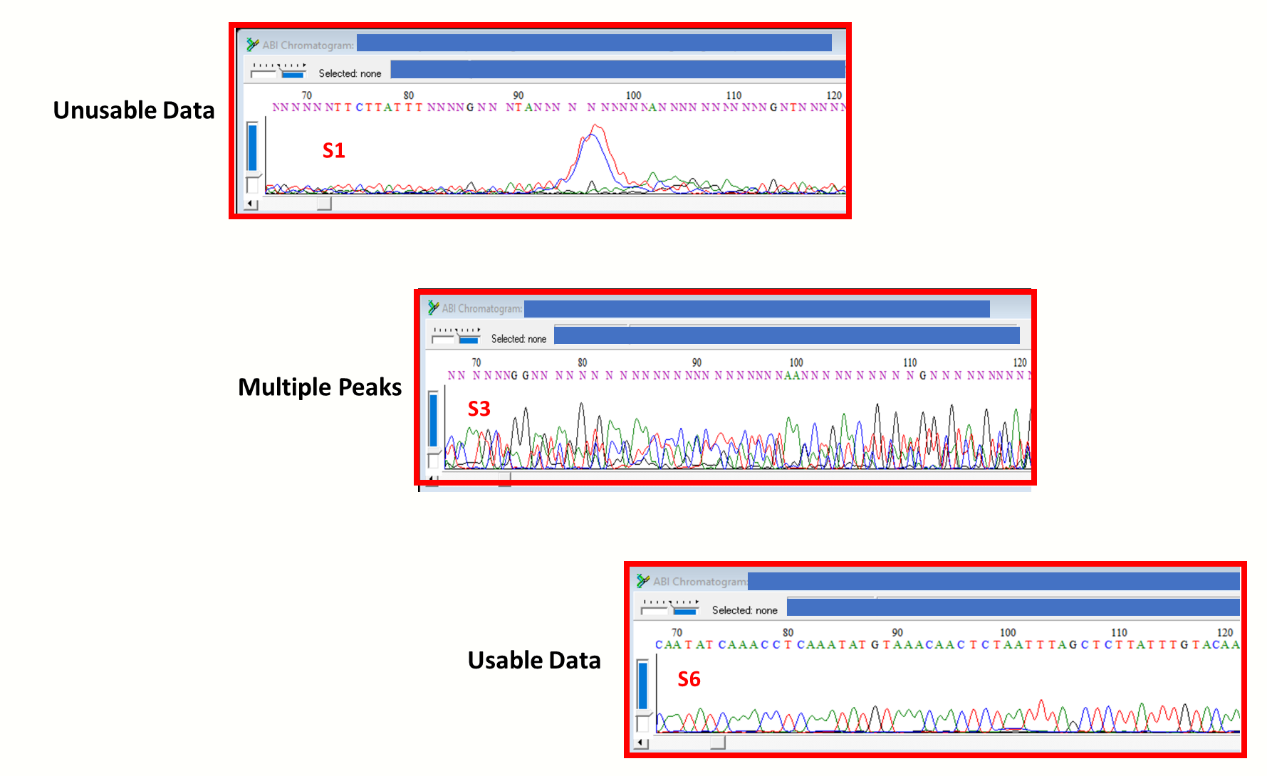 ABI Chromatogram:
Selected: none
70 80 90 100 110 120
NNNNNNTTCTTATTTNNNNGNNNTANNNNNNNNNNANNNNNNNNNNGNTNNNNN
Unusable Data
S1
ABI Chromatogram:
Selected: none
70 80 90 100 110 120
Multiple Peaks
S3
ABI Chromatogram:
Selected: none
70 80 90 100 110 120
CAATATCAAACCTCAAATATGTAAACAACTCTAATTTAGCTCTTATTTGTACAA
Usable Data
S6